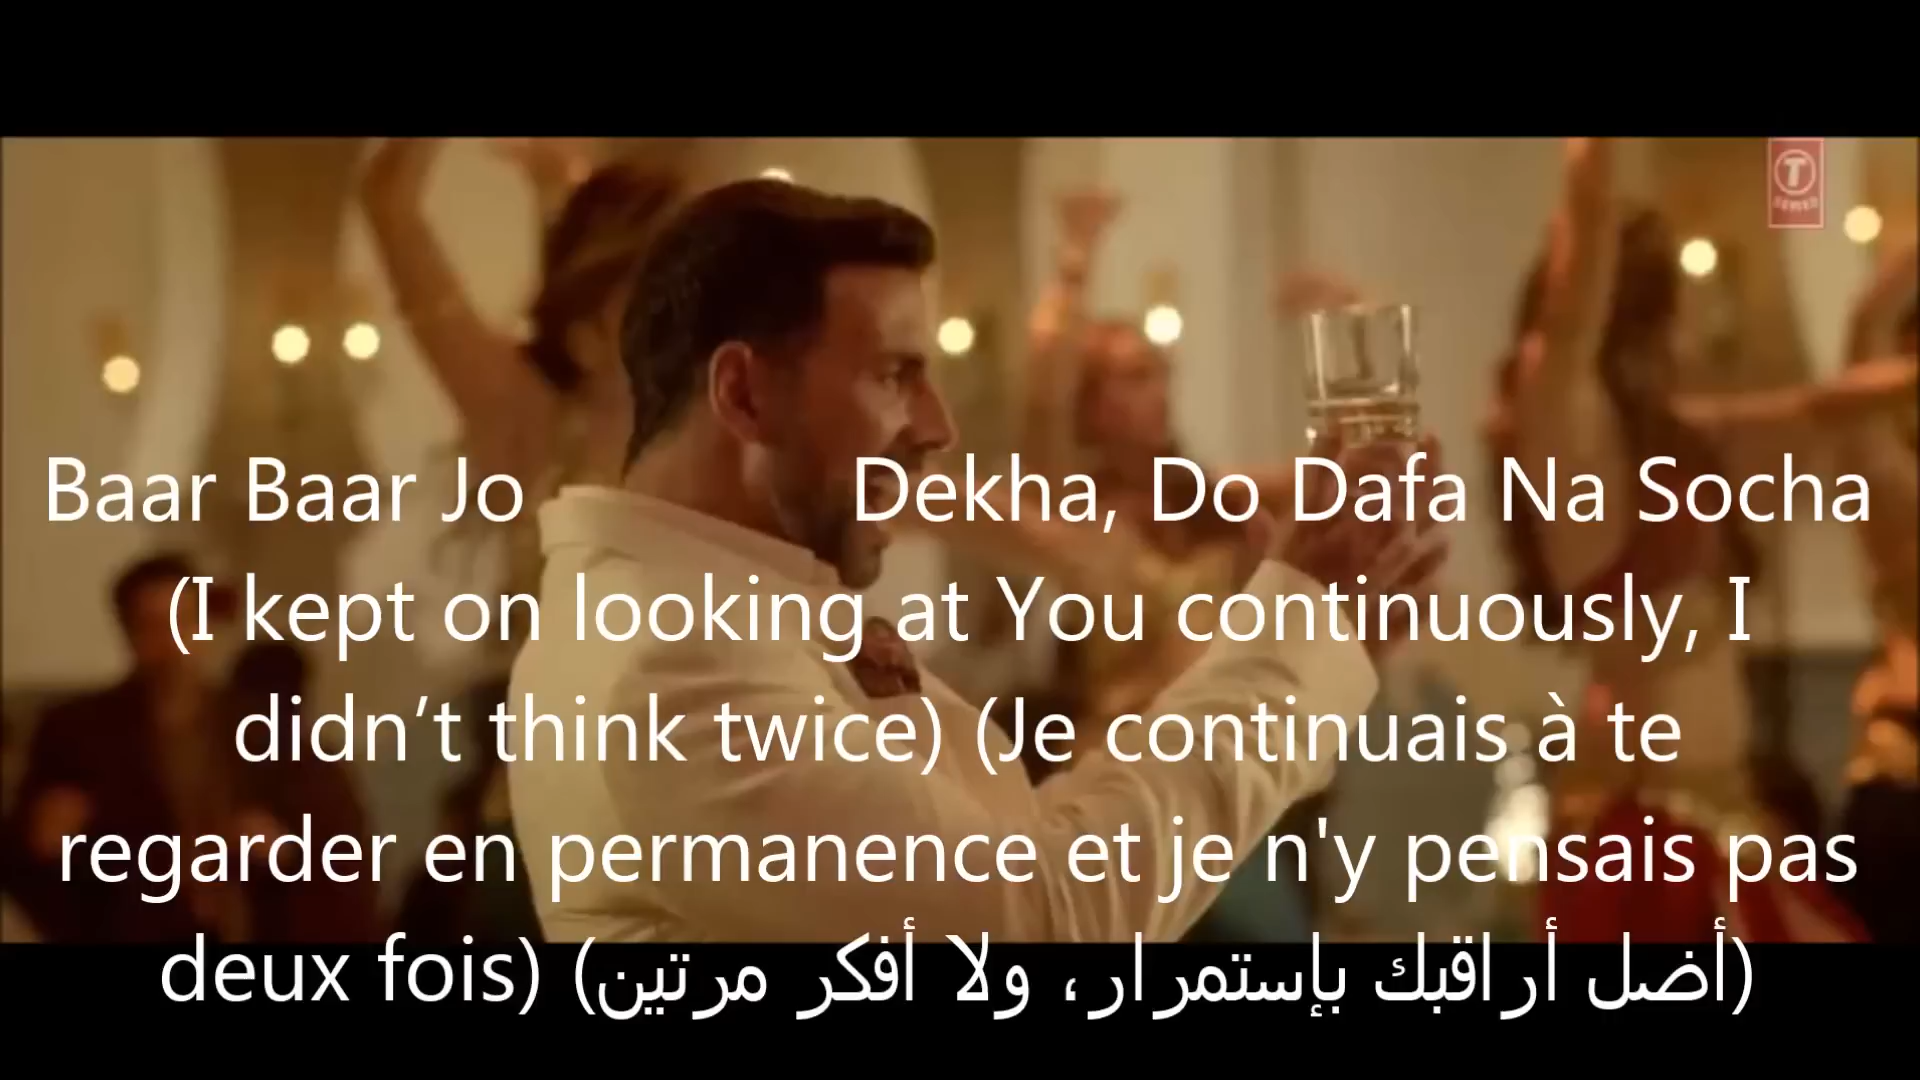 T
SERIES
Baar Baar Jo Dekha, Do Dafa Na Socha
(I kept on looking at You continuously, I
didn’t think twice) (Je continuais à te
regarder en permanence et je n'y pensais pas
deux fois) (أضل أراقبك بإستمرار، ولا أفكر مرتين)